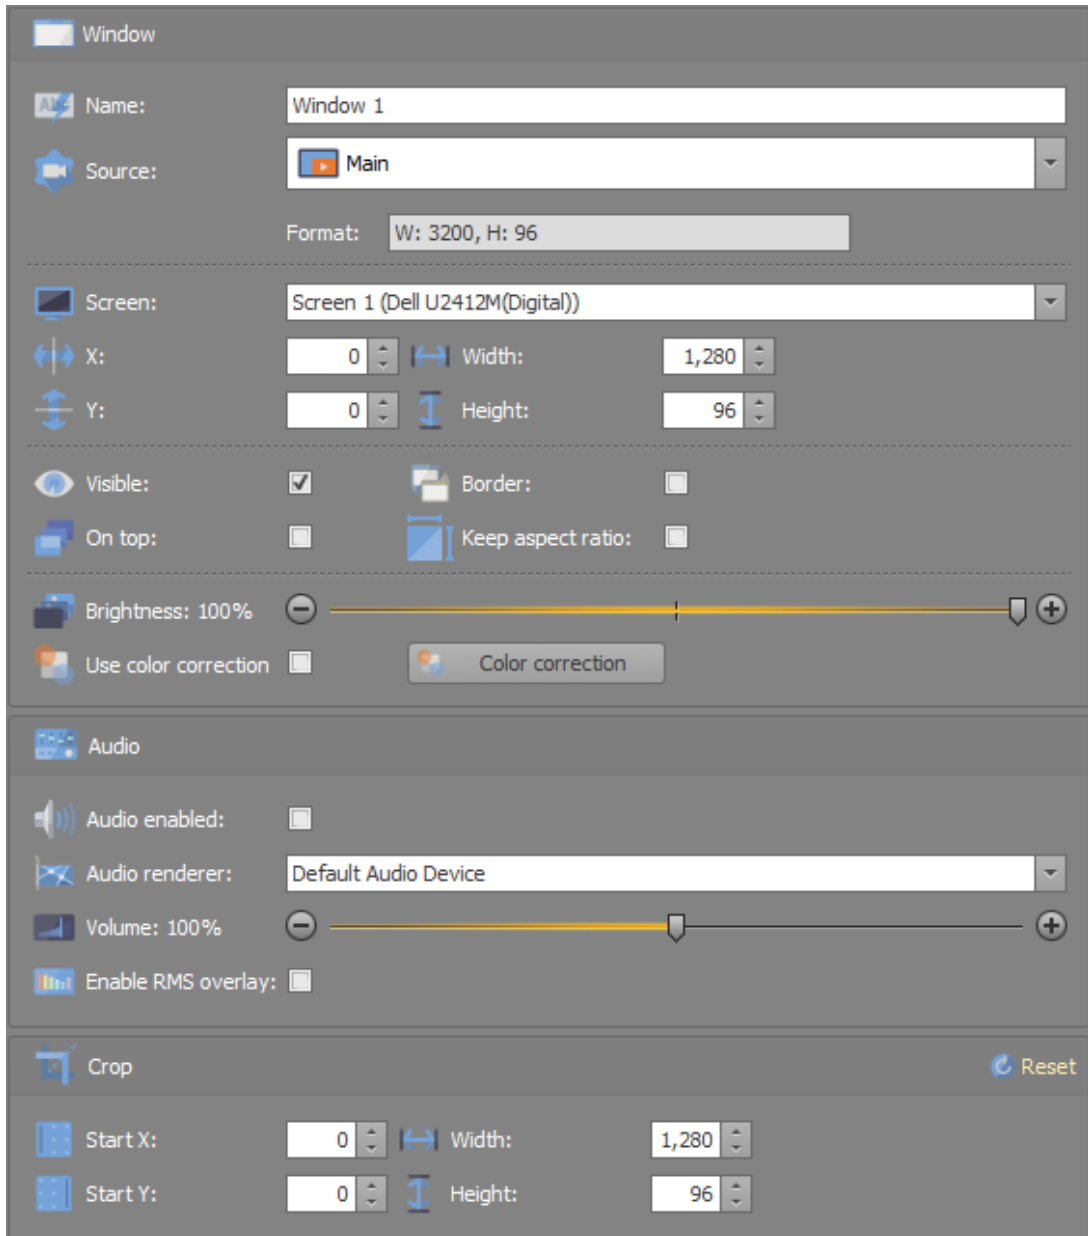 Window
Name: Window 1
Source: Main
Format: W: 3200, H: 96
Screen: Screen 1 (Dell U2412M(Digital))
X: 0 Width: 1,280
Y: 0 Height: 96
Visible: Border:
On top: Keep aspect ratio:
Brightness: 100%
Use color correction Color correction
Audio
Audio enabled:
Audio renderer: Default Audio Device
Volume: 100%
Enable RMS overlay:
Crop Reset
Start X: 0 Width: 1,280
Start Y: 0 Height: 96